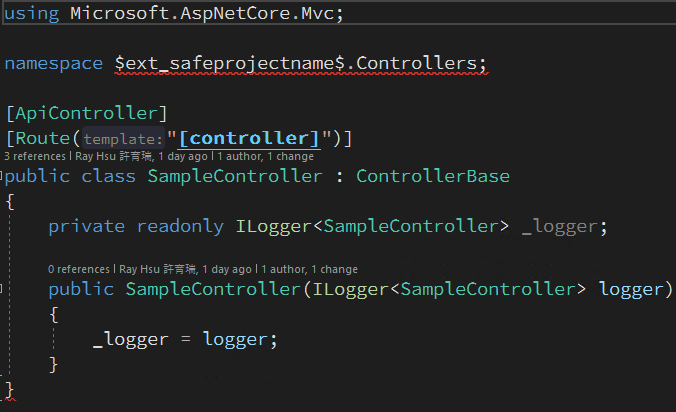 using Microsoft.AspNetCore.Mvc;
namespace $ext_safeprojectname$.Controllers;
[ApiController]
[Route(template:"[controller]")]
3 references | Ray Hsu 許育瑞, 1 day ago | 1 author, 1 change
public class SampleController : ControllerBase
{
private readonly ILogger<SampleController> _logger;
0 references | Ray Hsu 許育瑞, 1 day ago | 1 author, 1 change
public SampleController(ILogger<SampleController> logger)
{
_logger = logger;
}
}